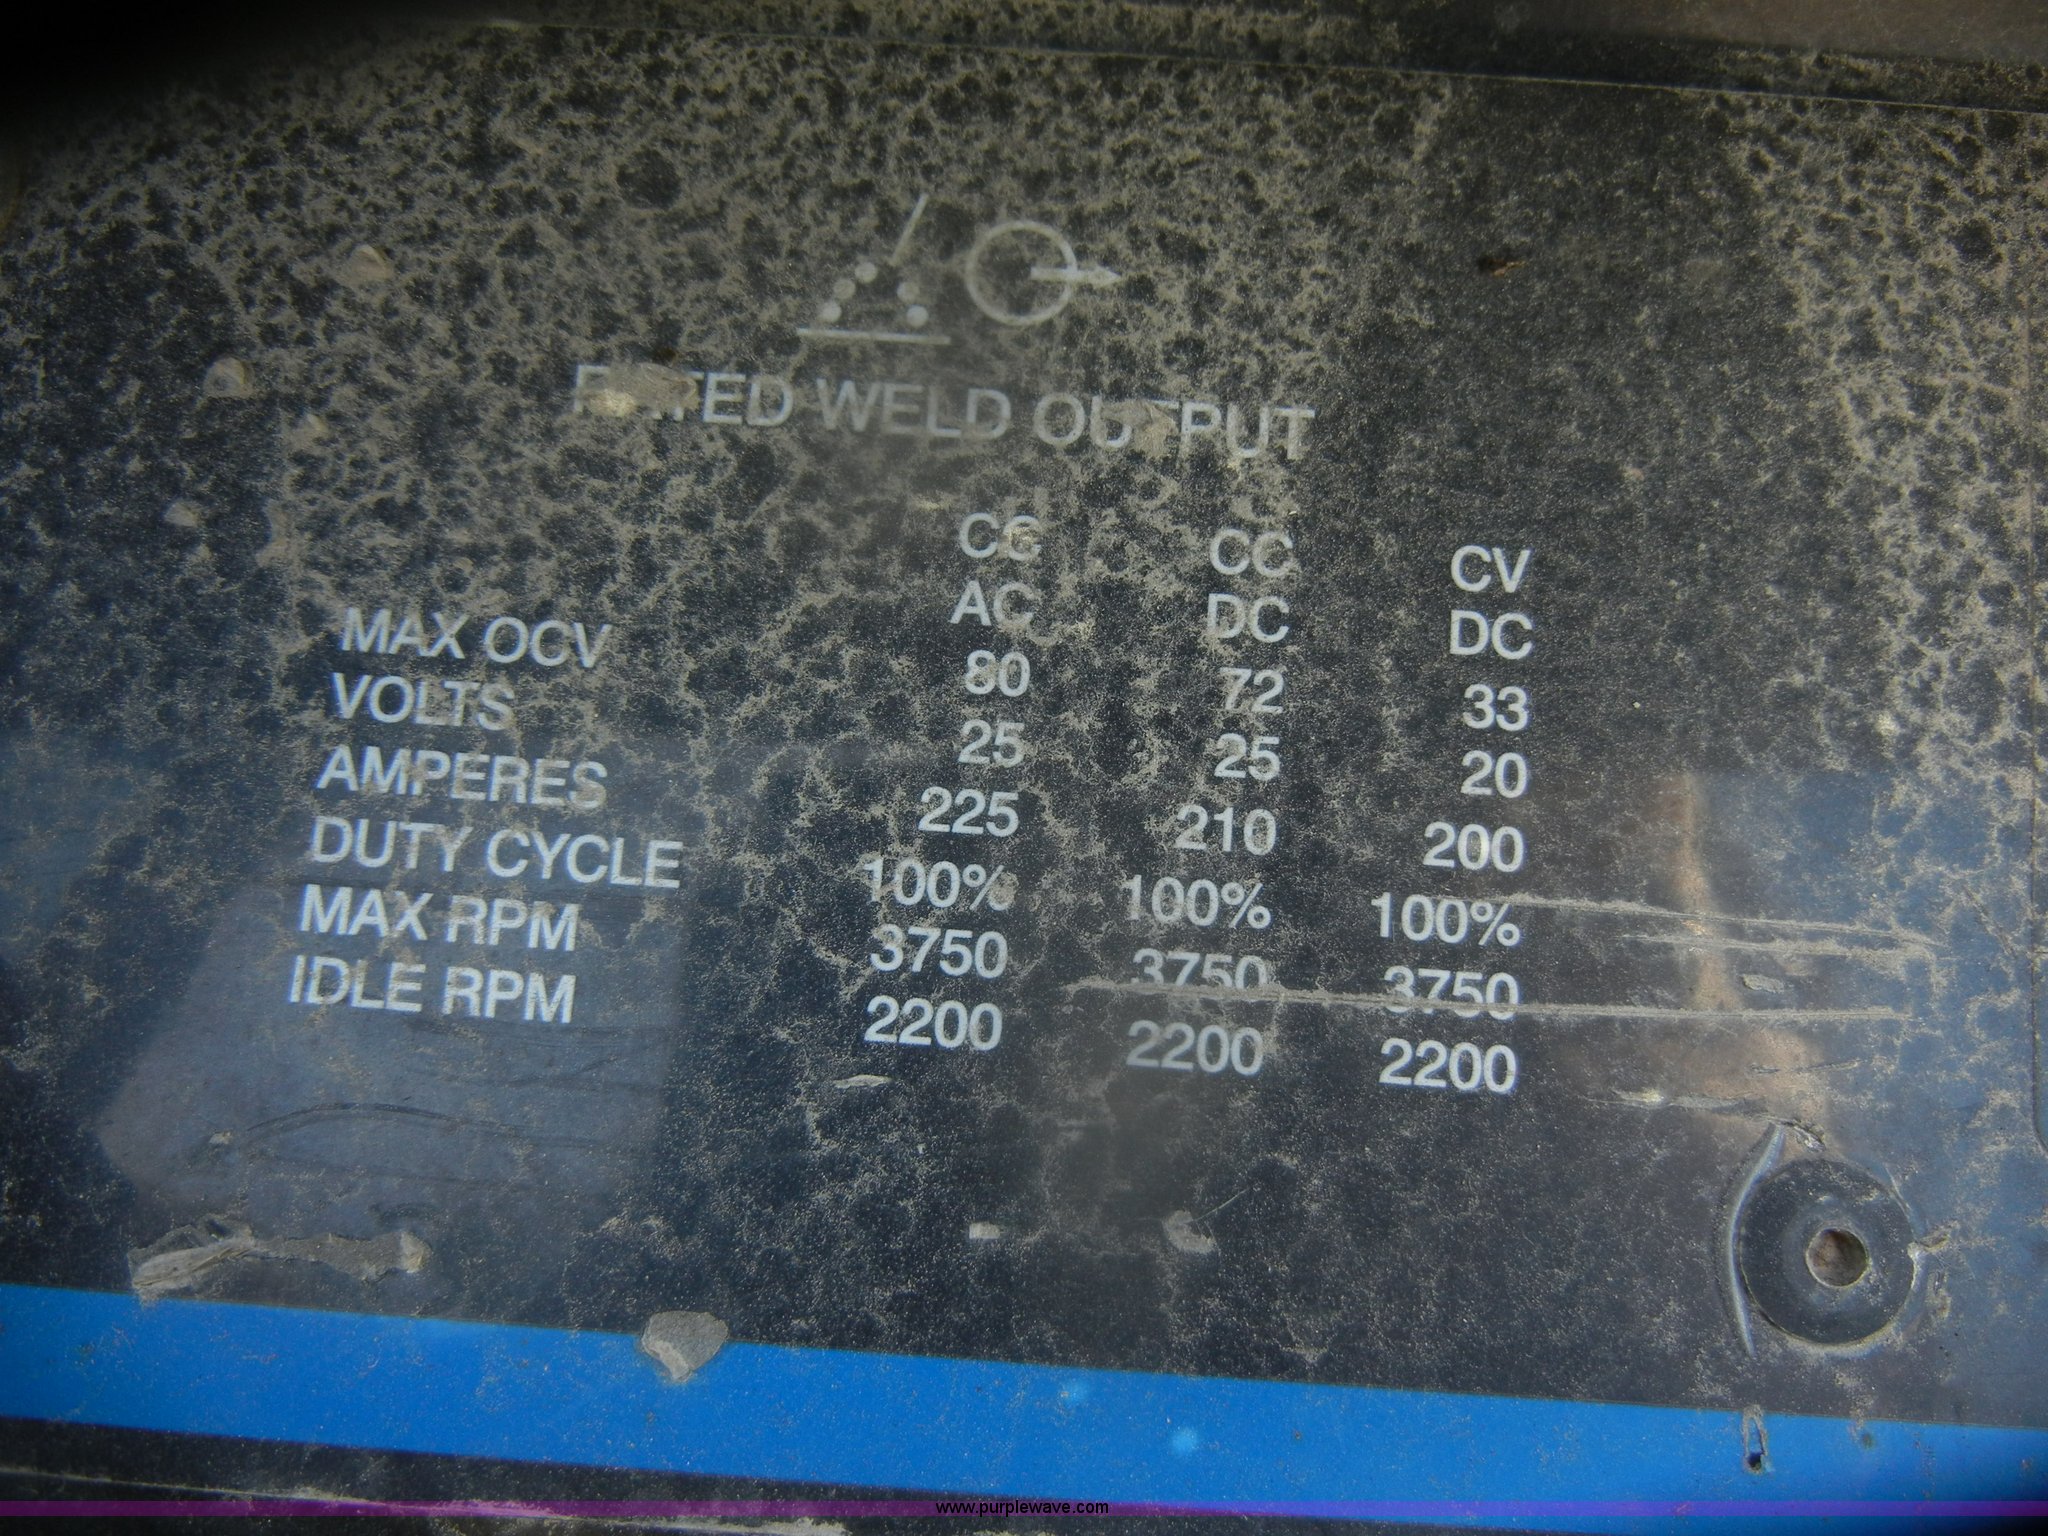 RATED WELD OUTPUT
CC CC CV
AC DC DC
MAX OCV 80 72 33
VOLTS 25 25 20
AMPERES 225 210 200
DUTY CYCLE 100% 100% 100%
MAX RPM 3750 3750 3750
IDLE RPM 2200 2200 2200
www.purplewave.com